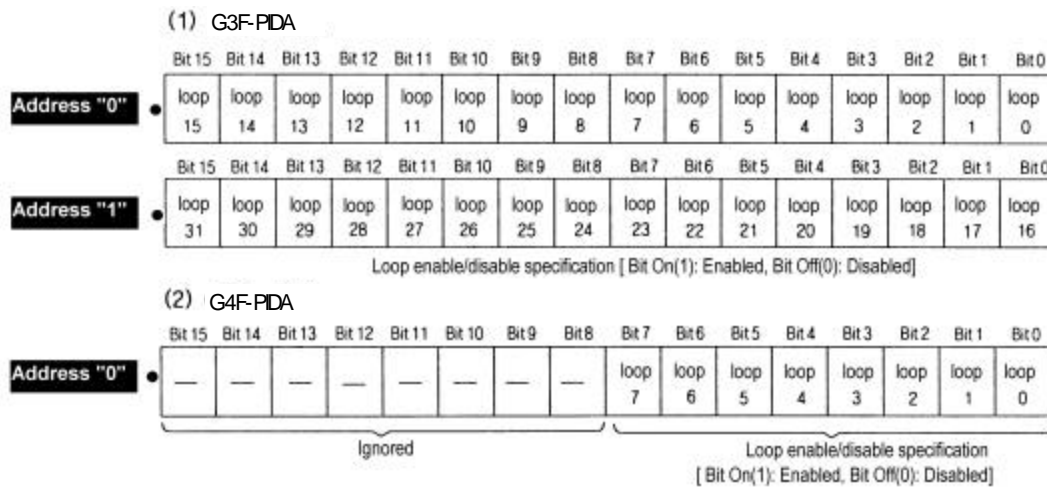 (1) G3F-PIDA
Bit 15 Bit 14 Bit 13 Bit 12 Bit 11 Bit 10 Bit 9 Bit 8 Bit 7 Bit 6 Bit 5 Bit 4 Bit 3 Bit 2 Bit 1 Bit 0
Address "0" loop loop loop loop loop loop loop loop loop loop loop loop loop loop loop loop
15 14 13 12 11 10 9 8 7 6 5 4 3 2 1 0
Bit 15 Bit 14 Bit 13 Bit 12 Bit 11 Bit 10 Bit 9 Bit 8 Bit 7 Bit 6 Bit 5 Bit 4 Bit 3 Bit 2 Bit 1 Bit 0
Address "1" loop loop loop loop loop loop loop loop loop loop loop loop loop loop loop loop
31 30 29 28 27 26 25 24 23 22 21 20 19 18 17 16
Loop enable/disable specification [ Bit On(1): Enabled, Bit Off(0): Disabled]
(2) G4F-PIDA
Bit 15 Bit 14 Bit 13 Bit 12 Bit 11 Bit 10 Bit 9 Bit 8 Bit 7 Bit 6 Bit 5 Bit 4 Bit 3 Bit 2 Bit 1 Bit 0
Address "0" — — — — — — — — loop loop loop loop loop loop loop loop
7 6 5 4 3 2 1 0
Ignored Loop enable/disable specification
[ Bit On(1): Enabled, Bit Off(0): Disabled]